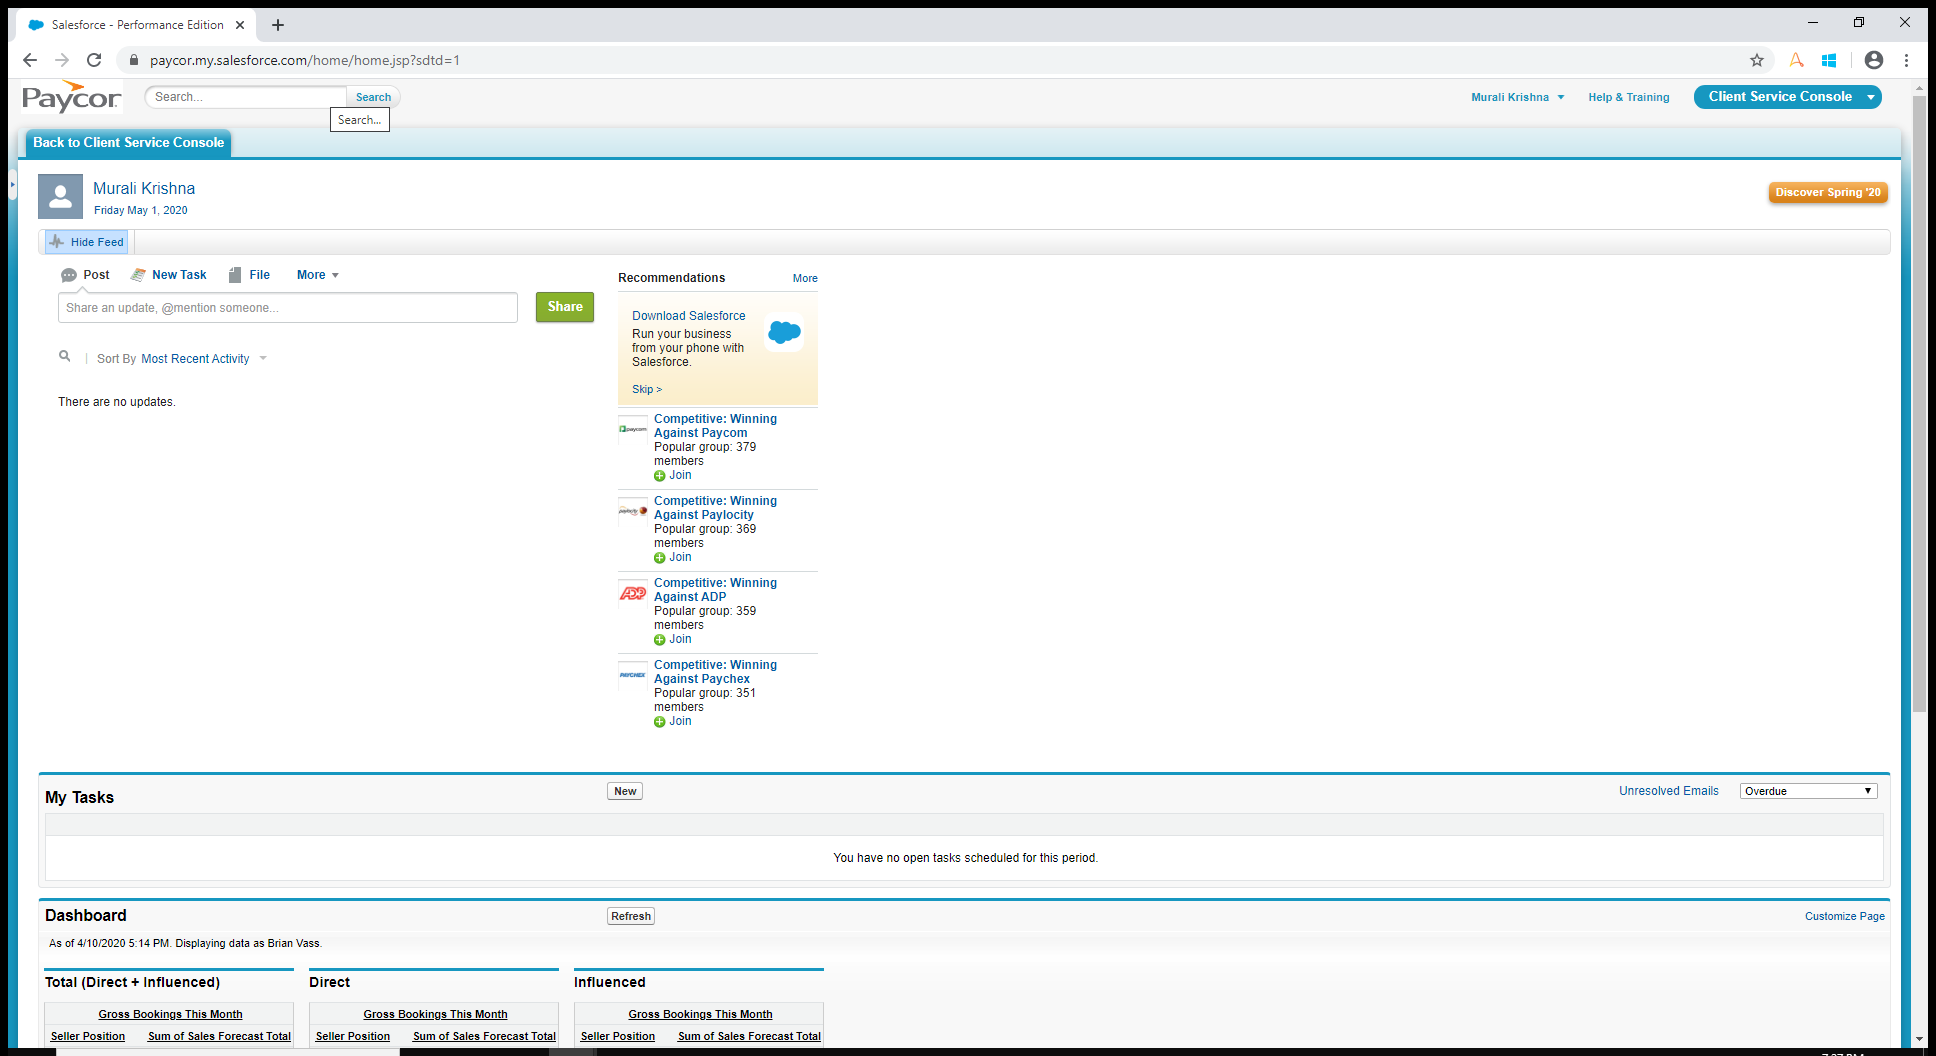 Salesforce - Performance Edition
paycor.my.salesforce.com/home/home.jsp?sdtd=1
Paycor
Search...
Search
Murali Krishna
Help & Training
Client Service Console
Search...
Back to Client Service Console
Murali Krishna
Friday May 1, 2020
Discover Spring '20
Hide Feed
Post
New Task
File
More
Share an update, @mention someone...
Share
Sort By Most Recent Activity
There are no updates.
Recommendations
More
Download Salesforce
Run your business
from your phone with
Salesforce.
Skip >
paycom
Competitive: Winning
Against Paycom
Popular group: 379
members
Join
paylocity
Competitive: Winning
Against Paylocity
Popular group: 369
members
Join
ADP
Competitive: Winning
Against ADP
Popular group: 359
members
Join
PAYCHEX
Competitive: Winning
Against Paychex
Popular group: 351
members
Join
My Tasks
New
Unresolved Emails
Overdue
You have no open tasks scheduled for this period.
Dashboard
Refresh
Customize Page
As of 4/10/2020 5:14 PM. Displaying data as Brian Vass.
Total (Direct + Influenced)
Gross Bookings This Month
Seller Position
Sum of Sales Forecast Total
Direct
Gross Bookings This Month
Seller Position
Sum of Sales Forecast Total
Influenced
Gross Bookings This Month
Seller Position
Sum of Sales Forecast Total